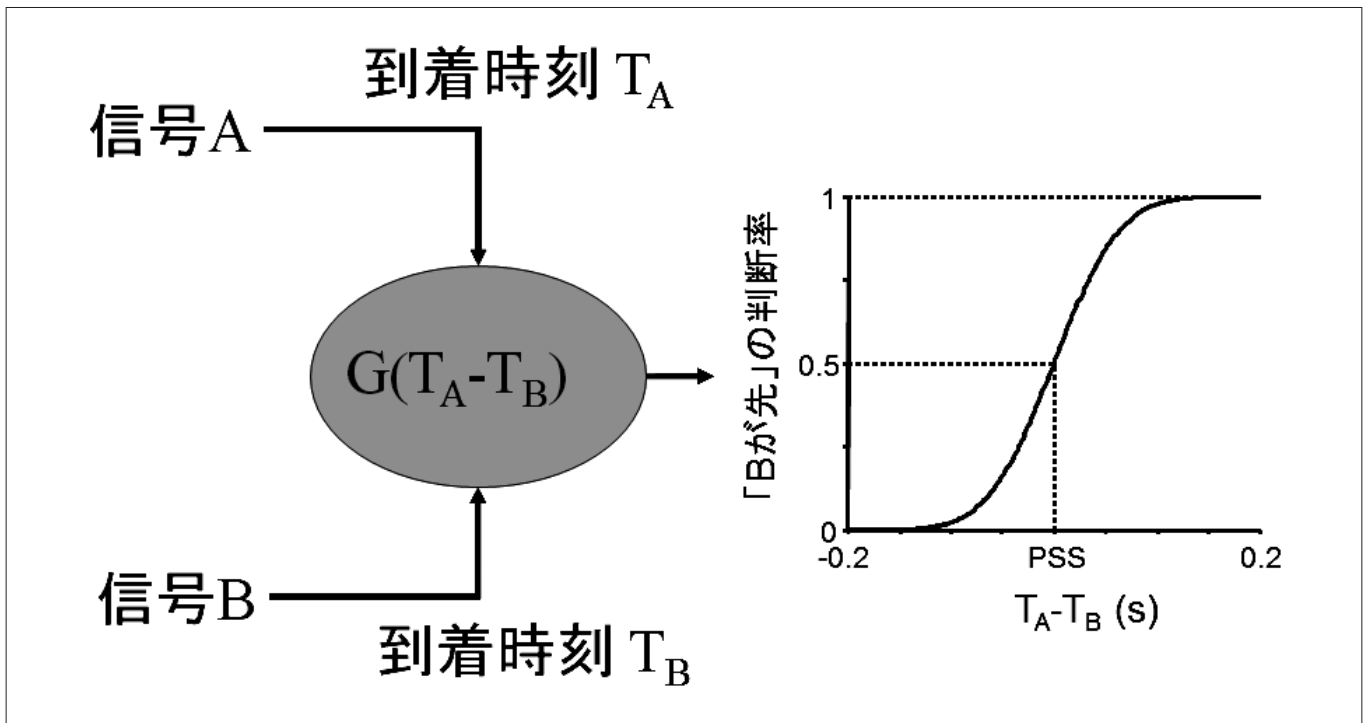 到着時刻 TA
信号A
G(TA-TB)
信号B
到着時刻 TB
「Bが先」の判断率
1
0.5
0
-0.2
PSS
0.2
TA-TB (s)